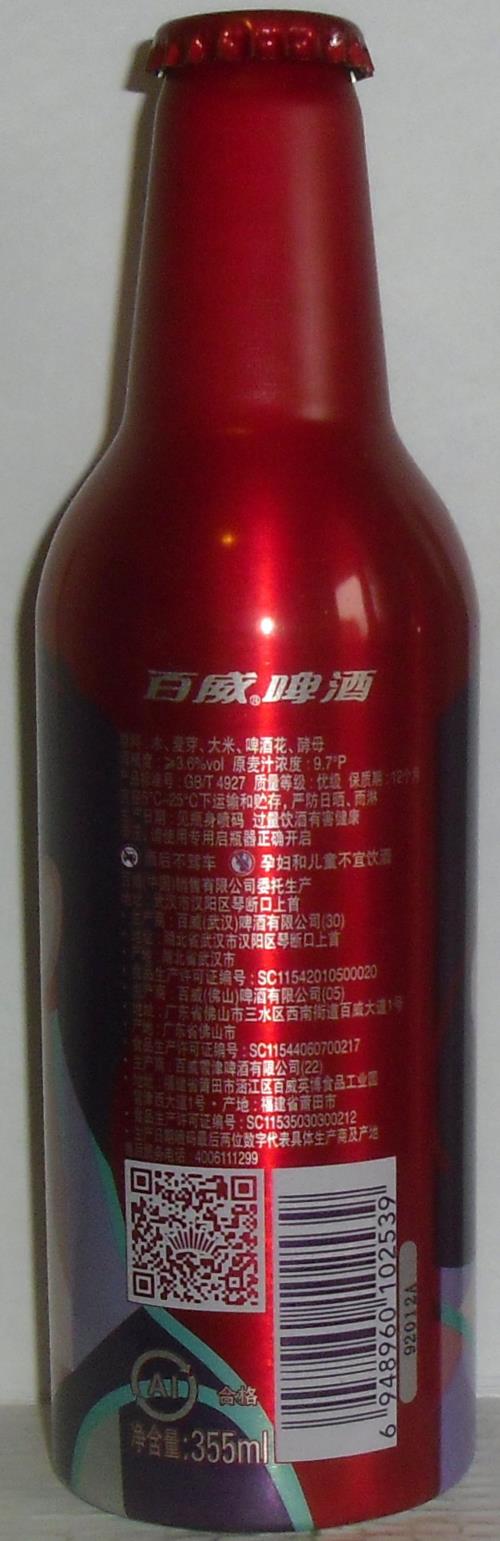 百威®啤酒
水、麦芽、大米、啤酒花、酵母
酒精度：≥3.6%vol 原麦汁浓度：9.7°P
产品标准号：GB/T 4927 质量等级：优级 保质期：12个月
5°C-25°C下运输和贮存，严防日晒、雨淋
日期：见瓶身喷码 过量饮酒有害健康
请使用专用启瓶器正确开启
酒后不驾车 孕妇和儿童不宜饮酒
百威(中国)销售有限公司委托生产
地址：武汉市汉阳区琴断口上首
·生产商：百威(武汉)啤酒有限公司(30)
地址：湖北省武汉市汉阳区琴断口上首
产地：湖北省武汉市
食品生产许可证编号：SC11542010500020
·生产商：百威(佛山)啤酒有限公司(05)
·地址：广东省佛山市三水区西南街道百威大道1号
·产地：广东省佛山市
·食品生产许可证编号：SC11544060700217
·生产商：百威雪津啤酒有限公司(22)
·地址：福建省莆田市涵江区百威英博食品工业园
雪津西大道1号·产地：福建省莆田市
·食品生产许可证编号：SC11535030300212
生产日期喷码最后两位数字代表具体生产商及产地
服务电话：4006111299
6 948960 102539
92012A
AI 合格
净含量:355ml